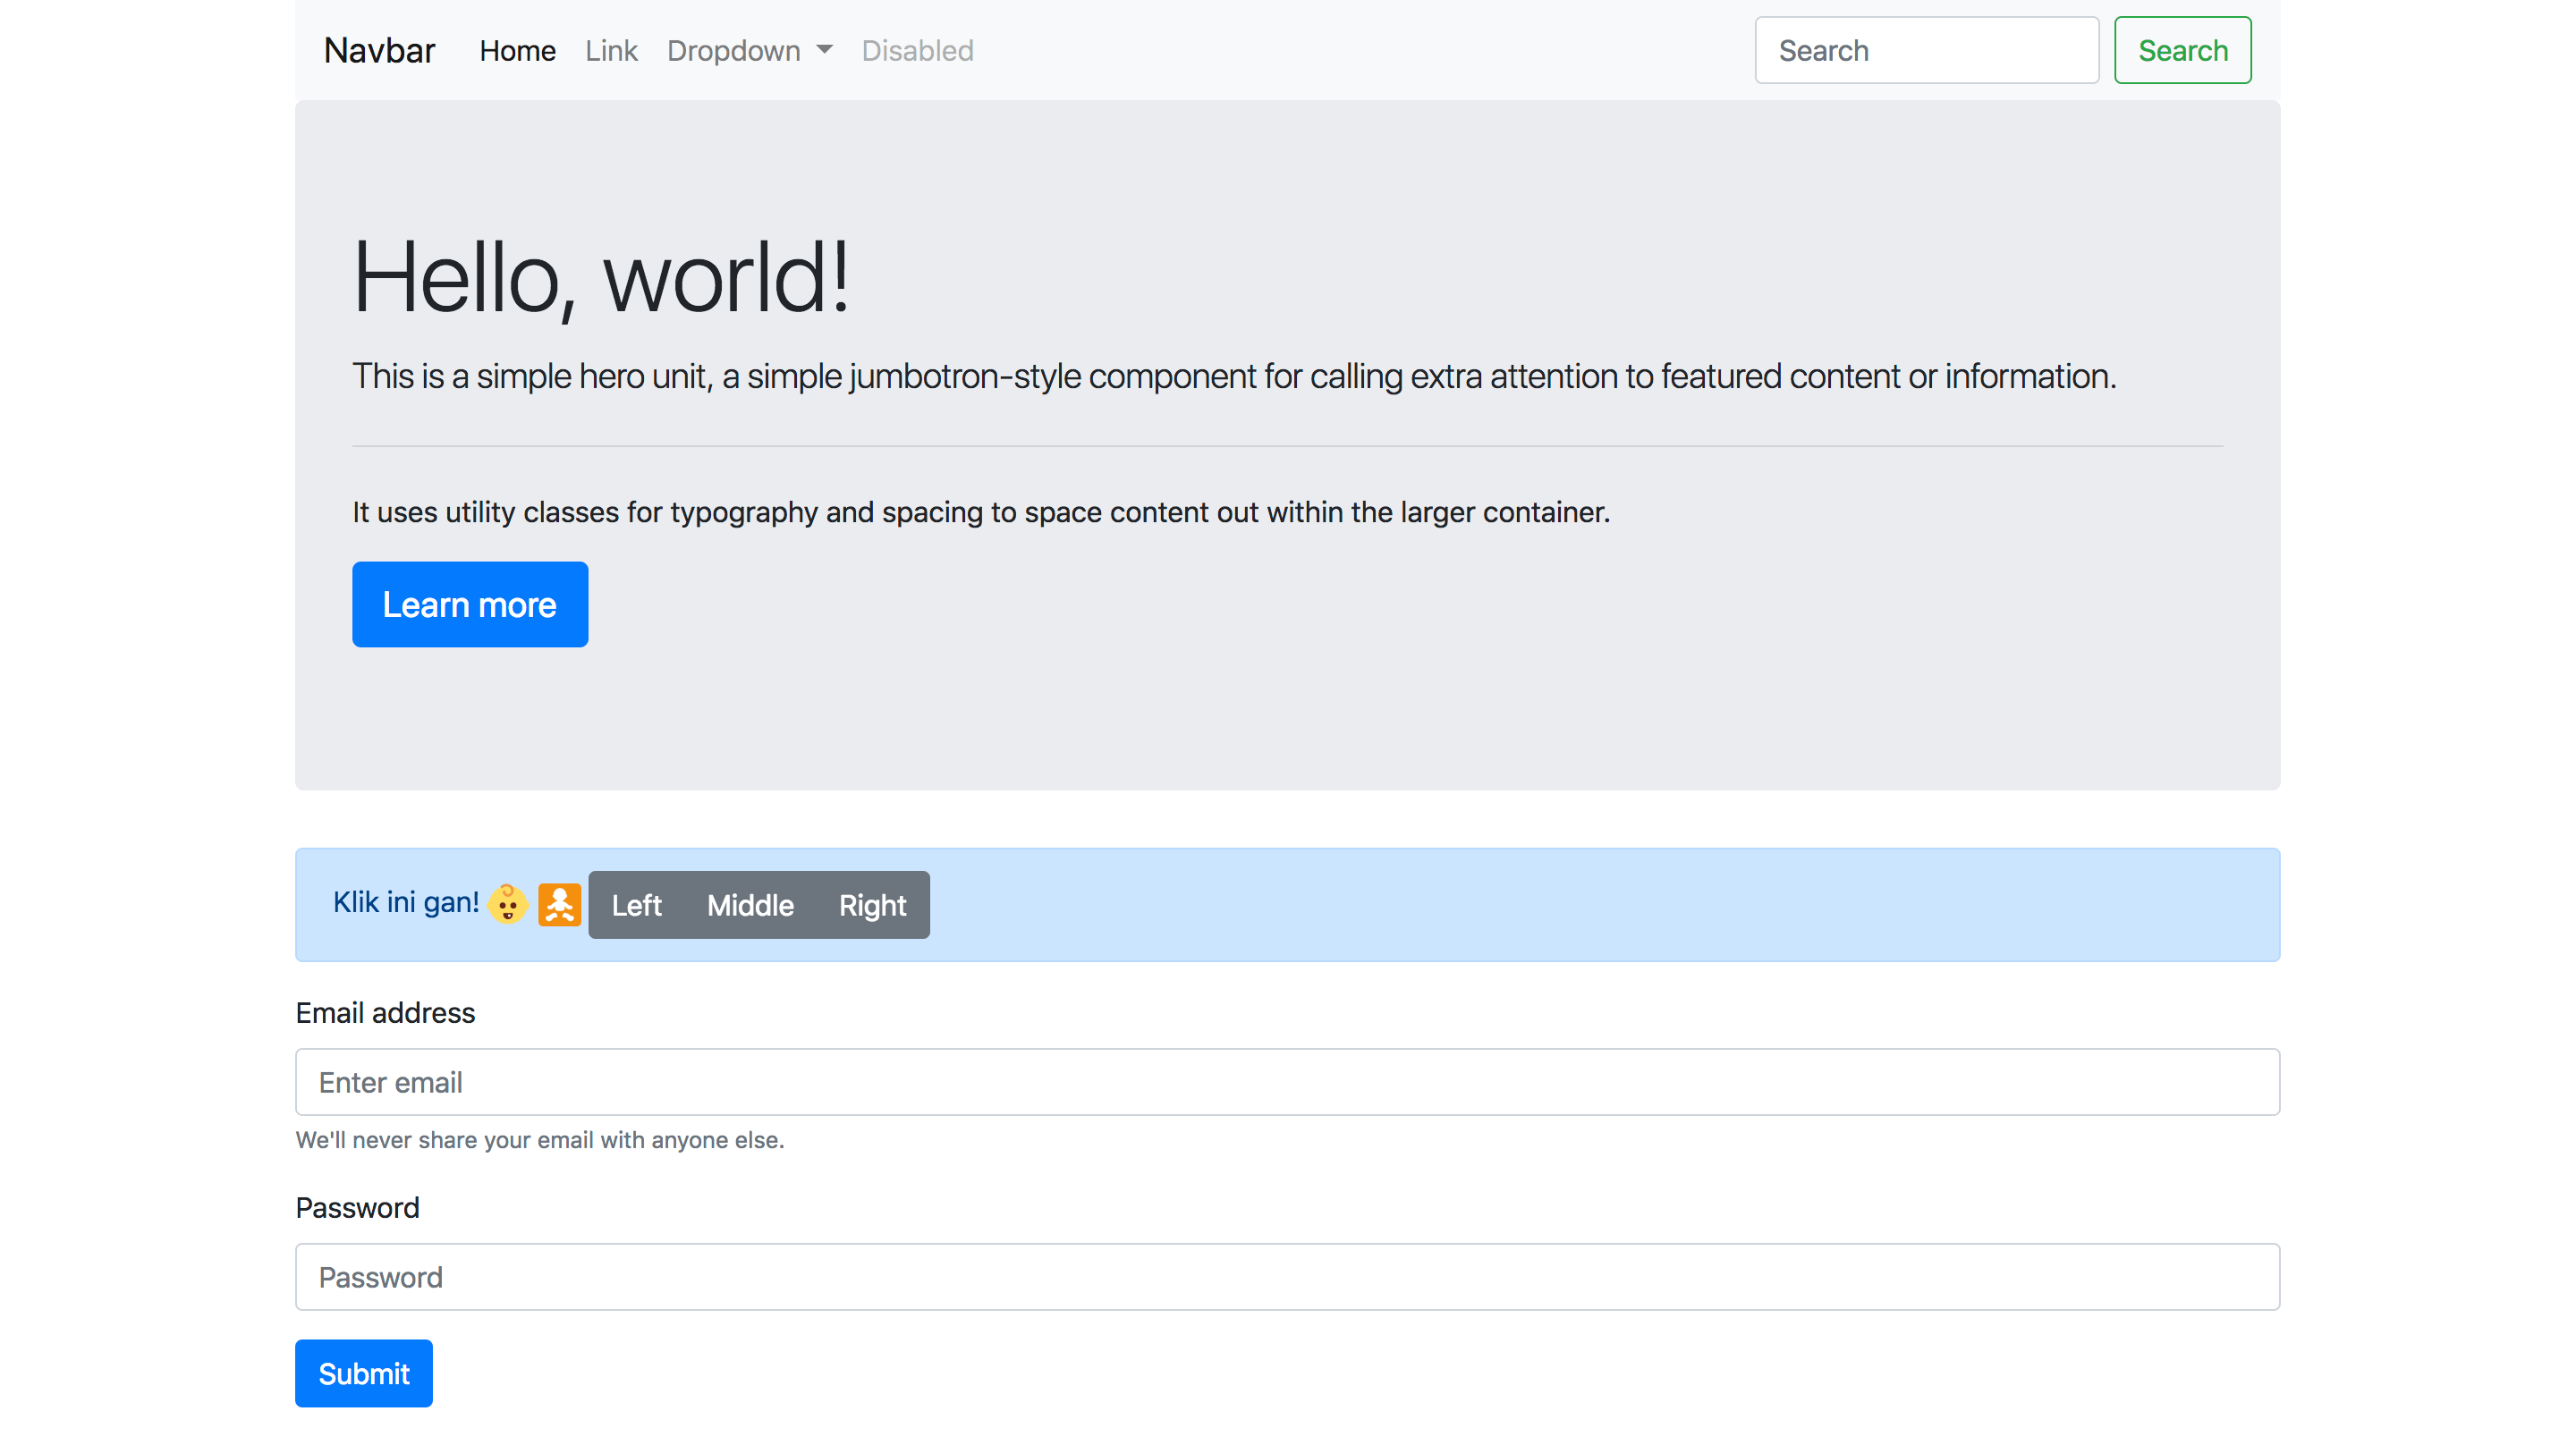 Navbar Home Link Dropdown Disabled Search Search
Hello, world!
This is a simple hero unit, a simple jumbotron-style component for calling extra attention to featured content or information.
It uses utility classes for typography and spacing to space content out within the larger container.
Learn more
Klik ini gan! 👶 🚼 Left Middle Right
Email address
Enter email
We'll never share your email with anyone else.
Password
Password
Submit